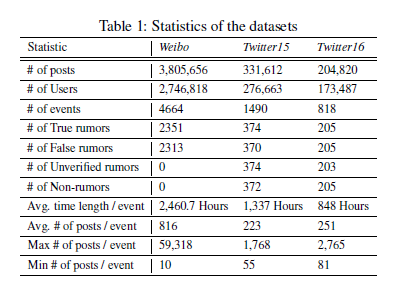 Table 1: Statistics of the datasets
Statistic Weibo Twitter15 Twitter16
# of posts 3,805,656 331,612 204,820
# of Users 2,746,818 276,663 173,487
# of events 4664 1490 818
# of True rumors 2351 374 205
# of False rumors 2313 370 205
# of Unverified rumors 0 374 203
# of Non-rumors 0 372 205
Avg. time length / event 2,460.7 Hours 1,337 Hours 848 Hours
Avg. # of posts / event 816 223 251
Max # of posts / event 59,318 1,768 2,765
Min # of posts / event 10 55 81